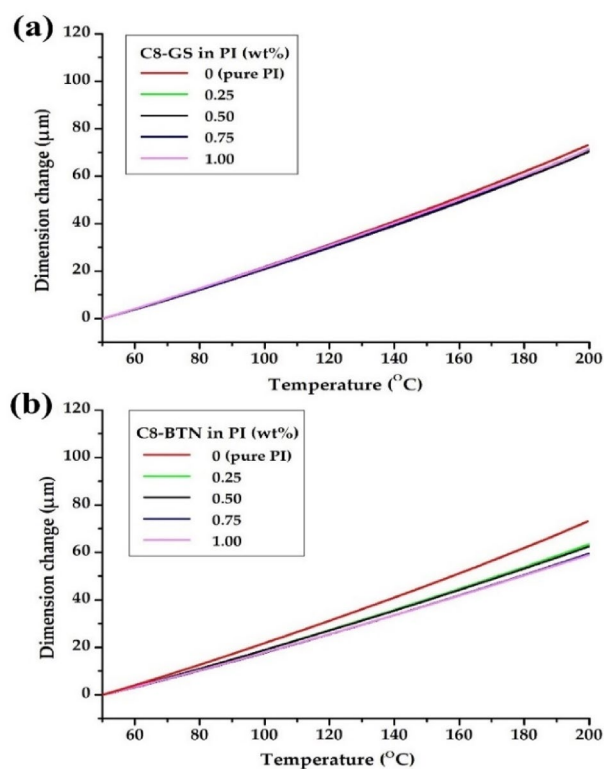 (a)
120
100
80
60
40
20
0
Dimension change (μm)
C8-GS in PI (wt%)
0 (pure PI)
0.25
0.50
0.75
1.00
60 80 100 120 140 160 180 200
Temperature (°C)
(b)
120
100
80
60
40
20
0
Dimension change (μm)
C8-BTN in PI (wt%)
0 (pure PI)
0.25
0.50
0.75
1.00
60 80 100 120 140 160 180 200
Temperature (°C)